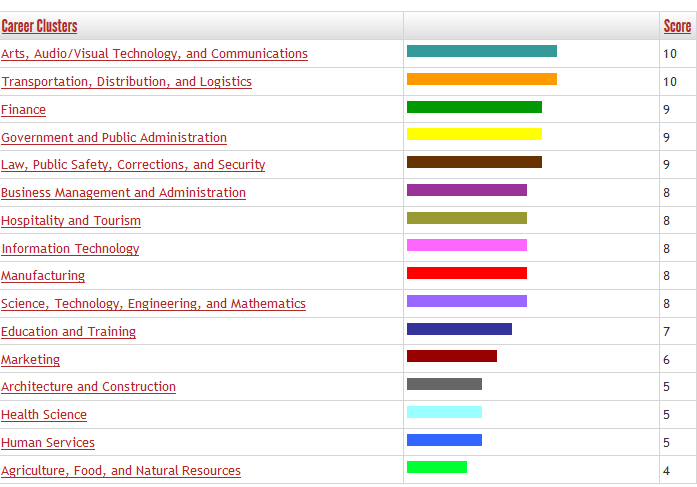 Career Clusters Score
Arts, Audio/Visual Technology, and Communications 10
Transportation, Distribution, and Logistics 10
Finance 9
Government and Public Administration 9
Law, Public Safety, Corrections, and Security 9
Business Management and Administration 8
Hospitality and Tourism 8
Information Technology 8
Manufacturing 8
Science, Technology, Engineering, and Mathematics 8
Education and Training 7
Marketing 6
Architecture and Construction 5
Health Science 5
Human Services 5
Agriculture, Food, and Natural Resources 4